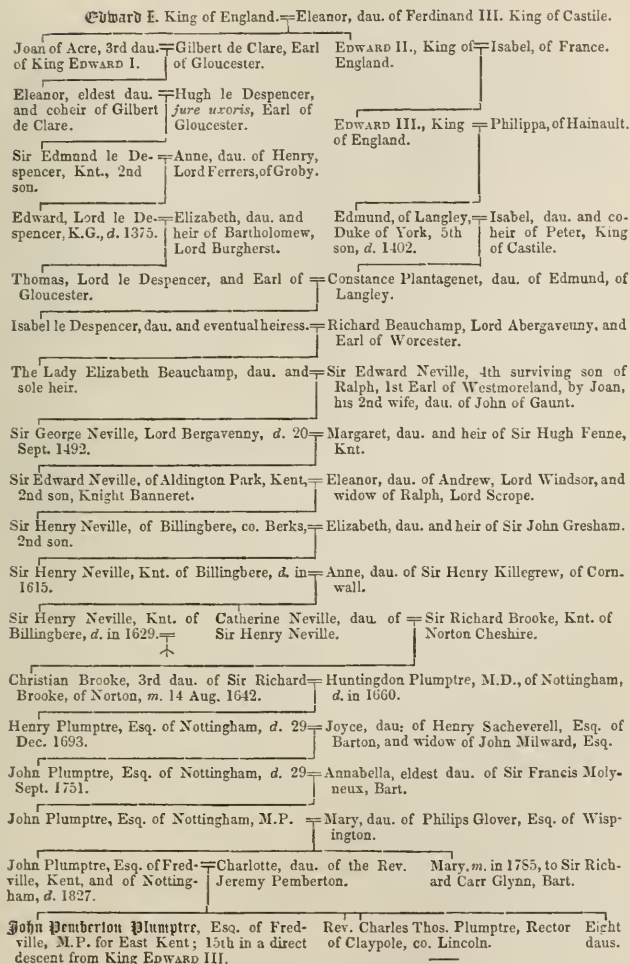 Edward I. King of England.=Eleanor, dau. of Ferdinand III. King of Castile.
Joan of Acre, 3rd dau.=Gilbert de Clare, Earl
of King EDWARD I. of Gloucester.
EDWARD II., King of=Isabel, of France.
England.
Eleanor, eldest dau.=Hugh le Despencer,
and coheir of Gilbert jure uxoris, Earl of
de Clare. Gloucester.
EDWARD III., King=Philippa, of Hainault.
of England.
Sir Edmund le De-=Anne, dau. of Henry,
spencer, Knt., 2nd Lord Ferrers, of Groby.
son.
Edward, Lord le De-=Elizabeth, dau. and
spencer, K.G., d. 1375. heir of Bartholomew,
Lord Burgherst.
Edmund, of Langley,=Isabel, dau. and co-
Duke of York, 5th heir of Peter, King
son, d. 1402. of Castile.
Thomas, Lord le Despencer, and Earl of=Constance Plantagenet, dau. of Edmund, of
Gloucester. Langley.
Isabel le Despencer, dau. and eventual heiress.=Richard Beauchamp, Lord Abergavenny, and
Earl of Worcester.
The Lady Elizabeth Beauchamp, dau. and=Sir Edward Neville, 4th surviving son of
sole heir. Ralph, 1st Earl of Westmoreland, by Joan,
his 2nd wife, dau. of John of Gaunt.
Sir George Neville, Lord Bergavenny, d. 20=Margaret, dau. and heir of Sir Hugh Fenne,
Sept. 1492. Knt.
Sir Edward Neville, of Aldington Park, Kent,=Eleanor, dau. of Andrew, Lord Windsor, and
2nd son, Knight Banneret. widow of Ralph, Lord Scrope.
Sir Henry Neville, of Billingbere, co. Berks,=Elizabeth, dau. and heir of Sir John Gresham.
2nd son.
Sir Henry Neville, Knt. of Billingbere, d. in=Anne, dau. of Sir Henry Killegrew, of Corn-
1615. wall.
Sir Henry Neville, Knt. of Catherine Neville, dau. of=Sir Richard Brooke, Knt. of
Billingbere, d. in 1629.= Sir Henry Neville. Norton Cheshire.
Christian Brooke, 3rd dau. of Sir Richard=Huntingdon Plumptre, M.D., of Nottingham,
Brooke, of Norton, m. 14 Aug. 1642. d. in 1660.
Henry Plumptre, Esq. of Nottingham, d. 29=Joyce, dau: of Henry Sacheverell, Esq. of
Dec. 1693. Barton, and widow of John Milward, Esq.
John Plumptre, Esq. of Nottingham, d. 29=Annabella, eldest dau. of Sir Francis Moly-
Sept. 1751. neux, Bart.
John Plumptre, Esq. of Nottingham, M.P.=Mary, dau. of Philips Glover, Esq. of Wisp-
ington.
John Plumptre, Esq. of Fred-=Charlotte, dau. of the Rev. Mary, m. in 1785, to Sir Rich-
ville, Kent, and of Notting- Jeremy Pemberton. ard Carr Glynn, Bart.
ham, d. 1827.
John Pemberton Plumptre, Esq. of Fred- Rev. Charles Thos. Plumptre, Rector Eight
ville, M.P. for East Kent; 15th in a direct of Claypole, co. Lincoln. daus.
descent from King EDWARD III.